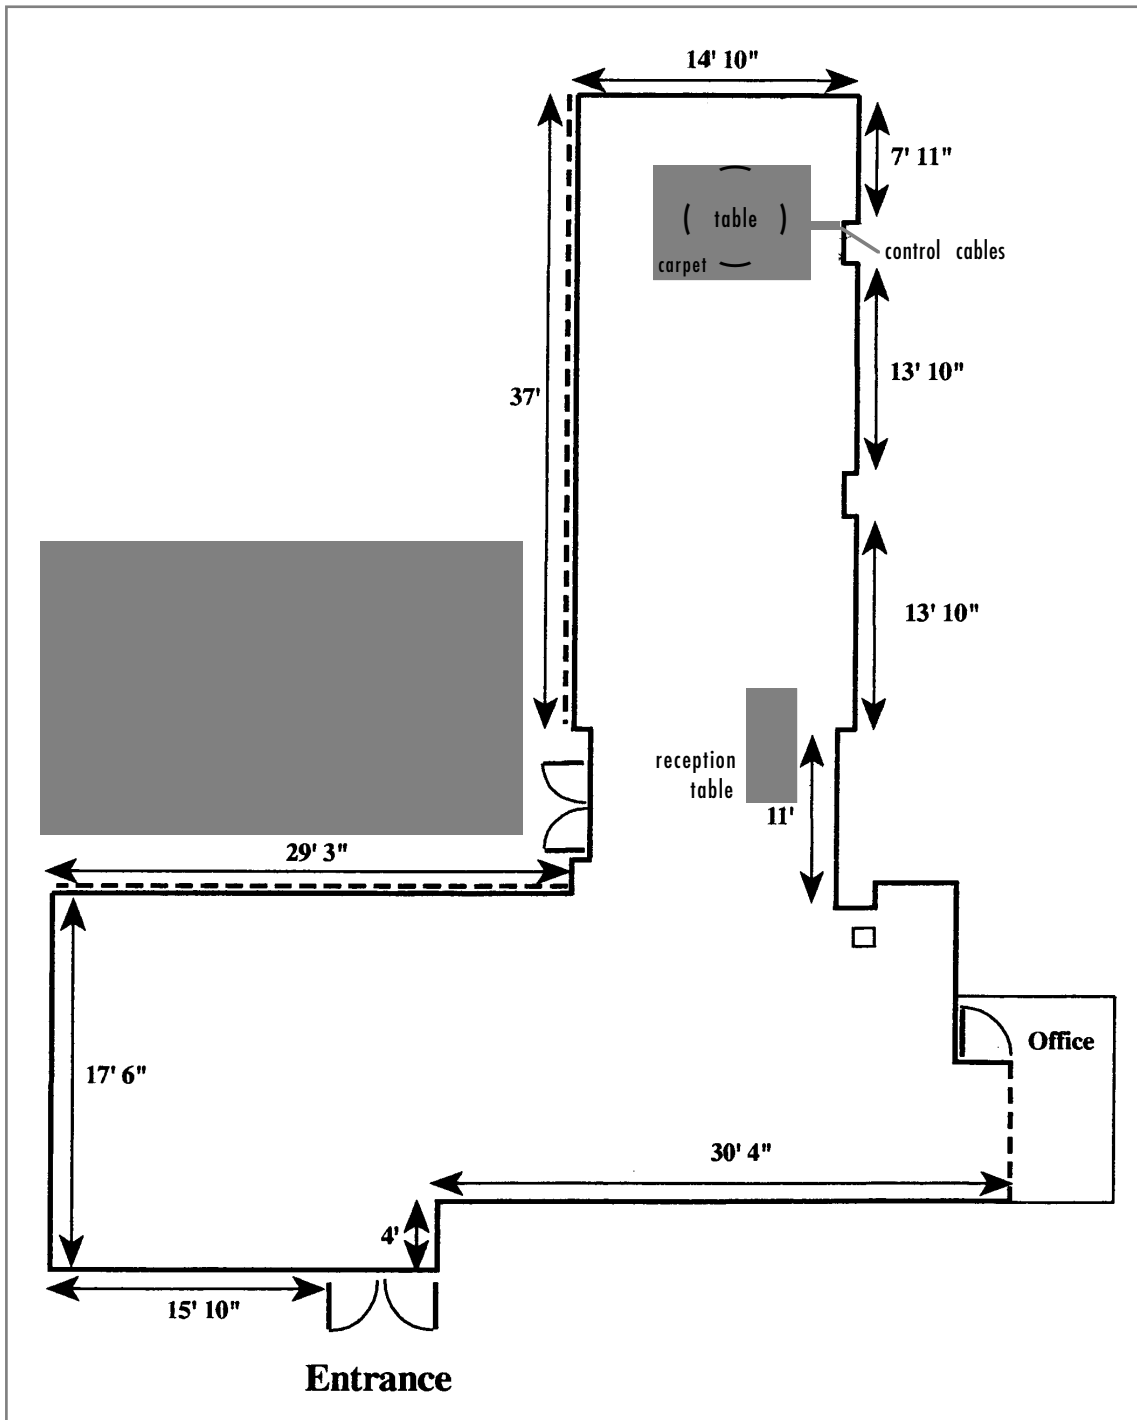 14' 10"
7' 11"
table
control cables
carpet
13' 10"
37'
13' 10"
reception
table
11'
29' 3"
Office
17' 6"
30' 4"
4'
15' 10"
Entrance